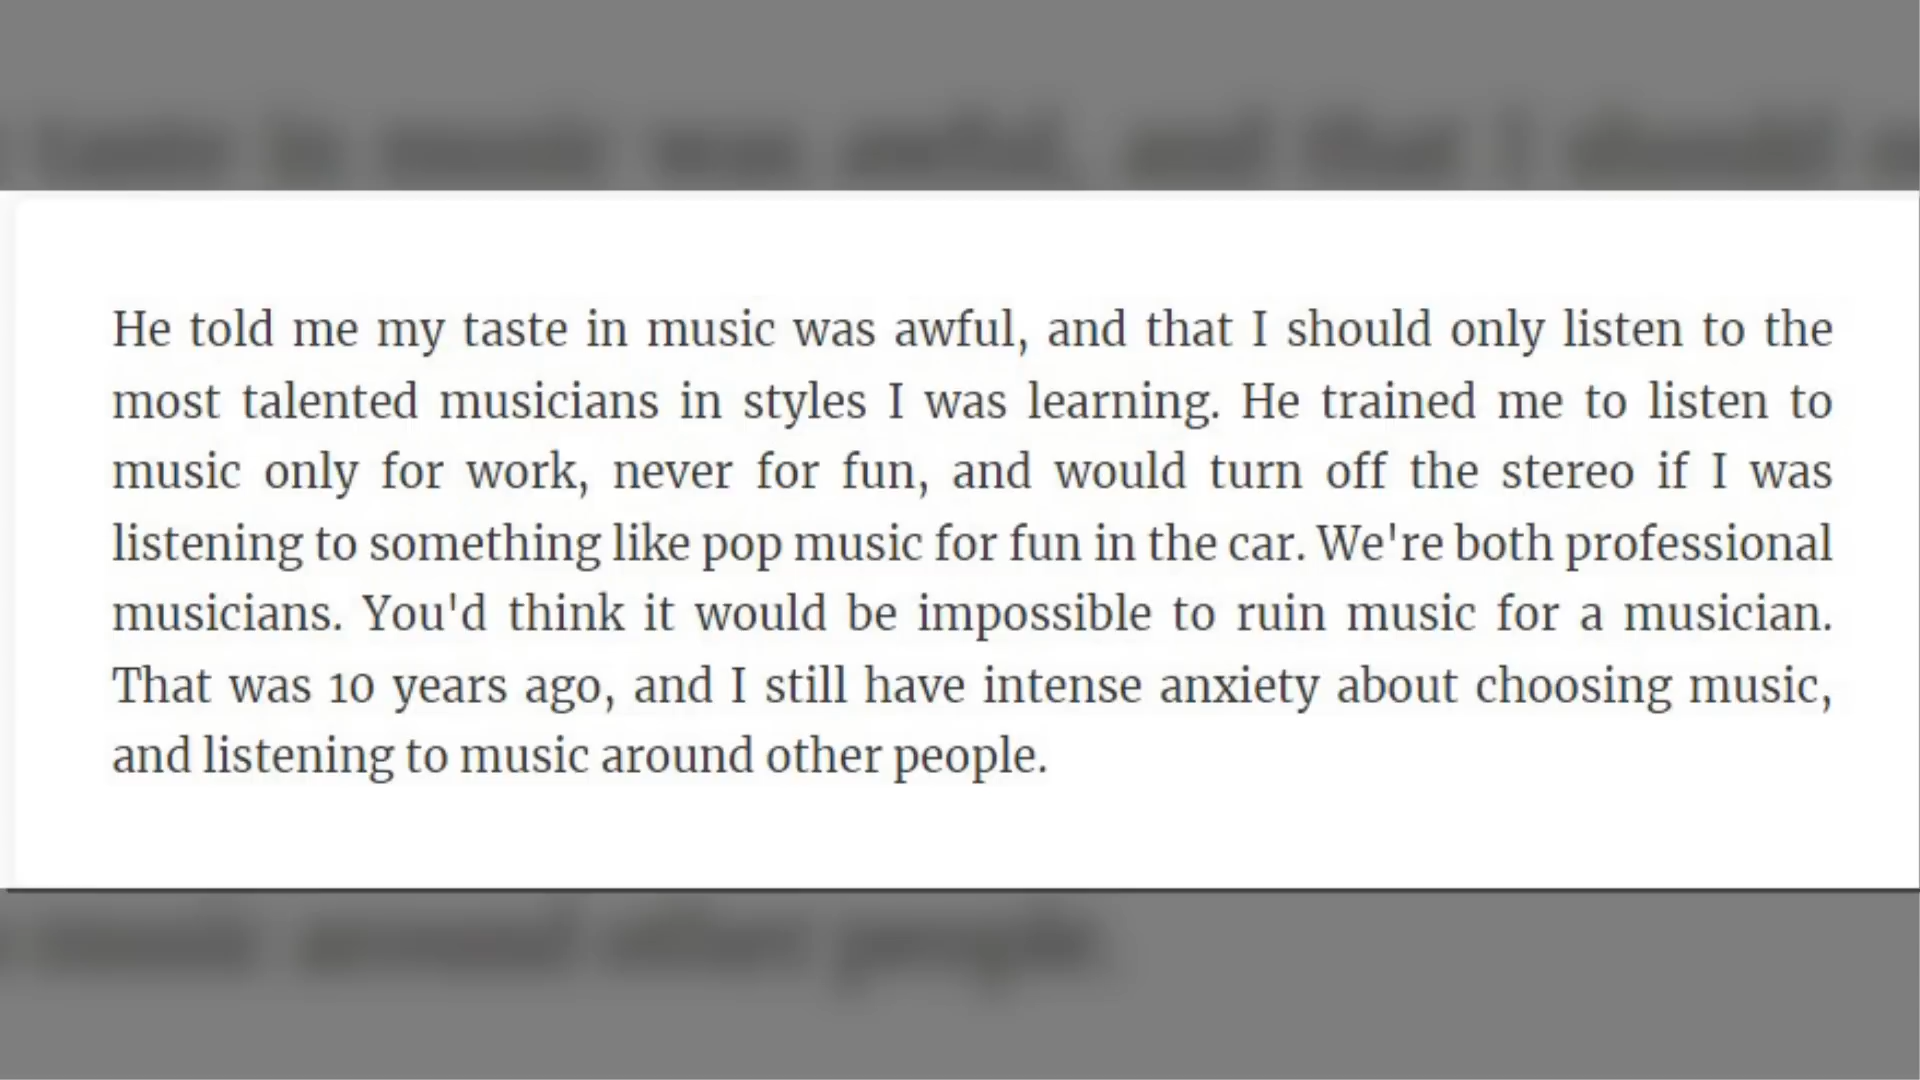 He told me my taste in music was awful, and that I should only listen to the
most talented musicians in styles I was learning. He trained me to listen to
music only for work, never for fun, and would turn off the stereo if I was
listening to something like pop music for fun in the car. We're both professional
musicians. You'd think it would be impossible to ruin music for a musician.
That was 10 years ago, and I still have intense anxiety about choosing music,
and listening to music around other people.